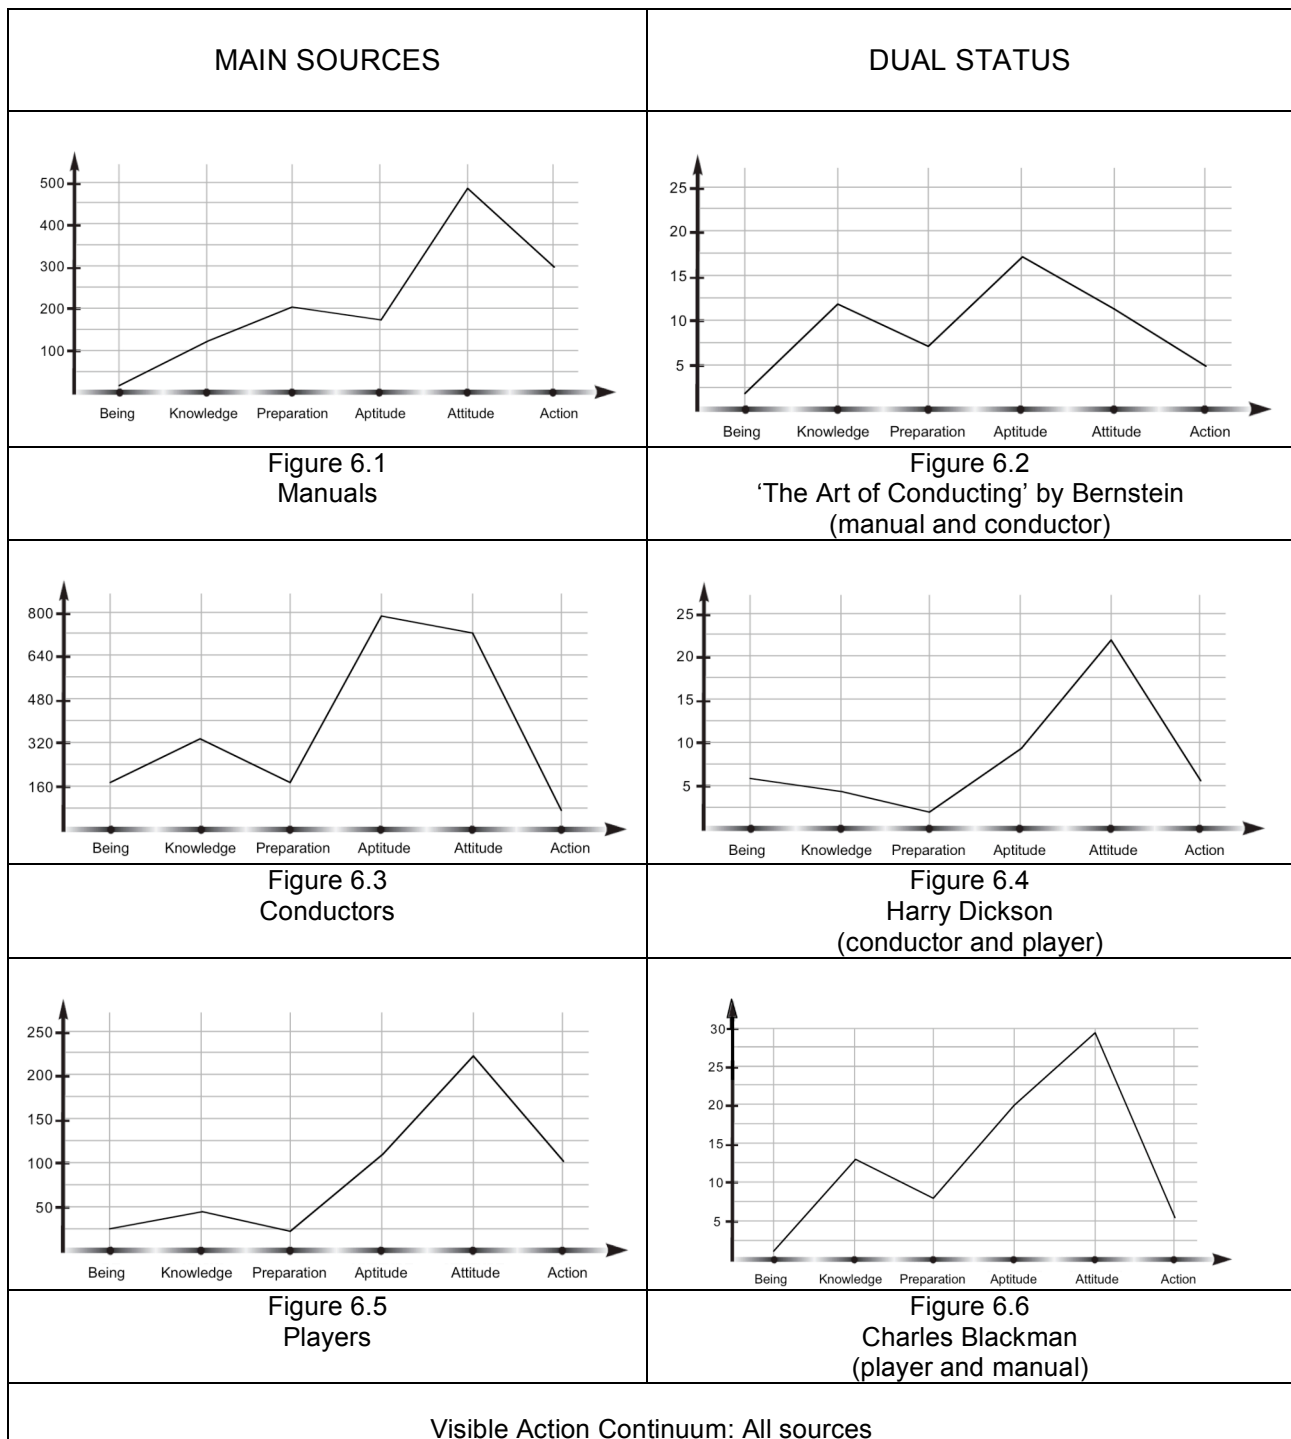 MAIN SOURCES
DUAL STATUS
500
400
300
200
100
Being Knowledge Preparation Aptitude Attitude Action
25
20
15
10
5
Being Knowledge Preparation Aptitude Attitude Action
Figure 6.1
Manuals
Figure 6.2
‘The Art of Conducting’ by Bernstein
(manual and conductor)
800
640
480
320
160
Being Knowledge Preparation Aptitude Attitude Action
25
20
15
10
5
Being Knowledge Preparation Aptitude Attitude Action
Figure 6.3
Conductors
Figure 6.4
Harry Dickson
(conductor and player)
250
200
150
100
50
Being Knowledge Preparation Aptitude Attitude Action
30
25
20
15
10
5
Being Knowledge Preparation Aptitude Attitude Action
Figure 6.5
Players
Figure 6.6
Charles Blackman
(player and manual)
Visible Action Continuum: All sources